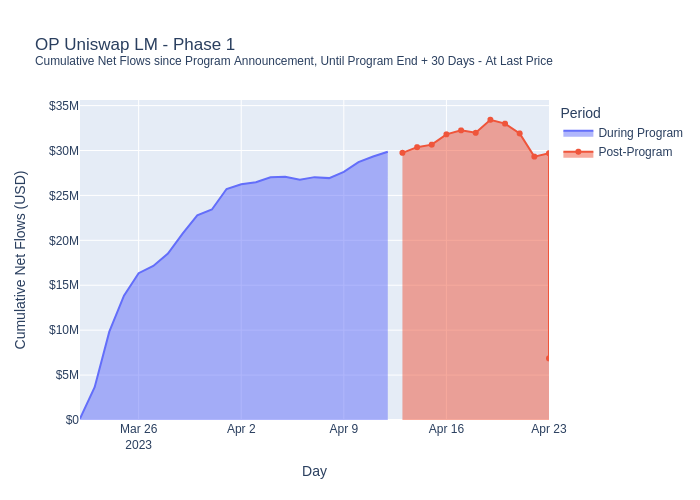 OP Uniswap LM - Phase 1
Cumulative Net Flows since Program Announcement, Until Program End + 30 Days - At Last Price
Period
During Program
Post-Program
Cumulative Net Flows (USD)
$35M
$30M
$25M
$20M
$15M
$10M
$5M
$0
Mar 26
2023
Apr 2
Apr 9
Apr 16
Apr 23
Day